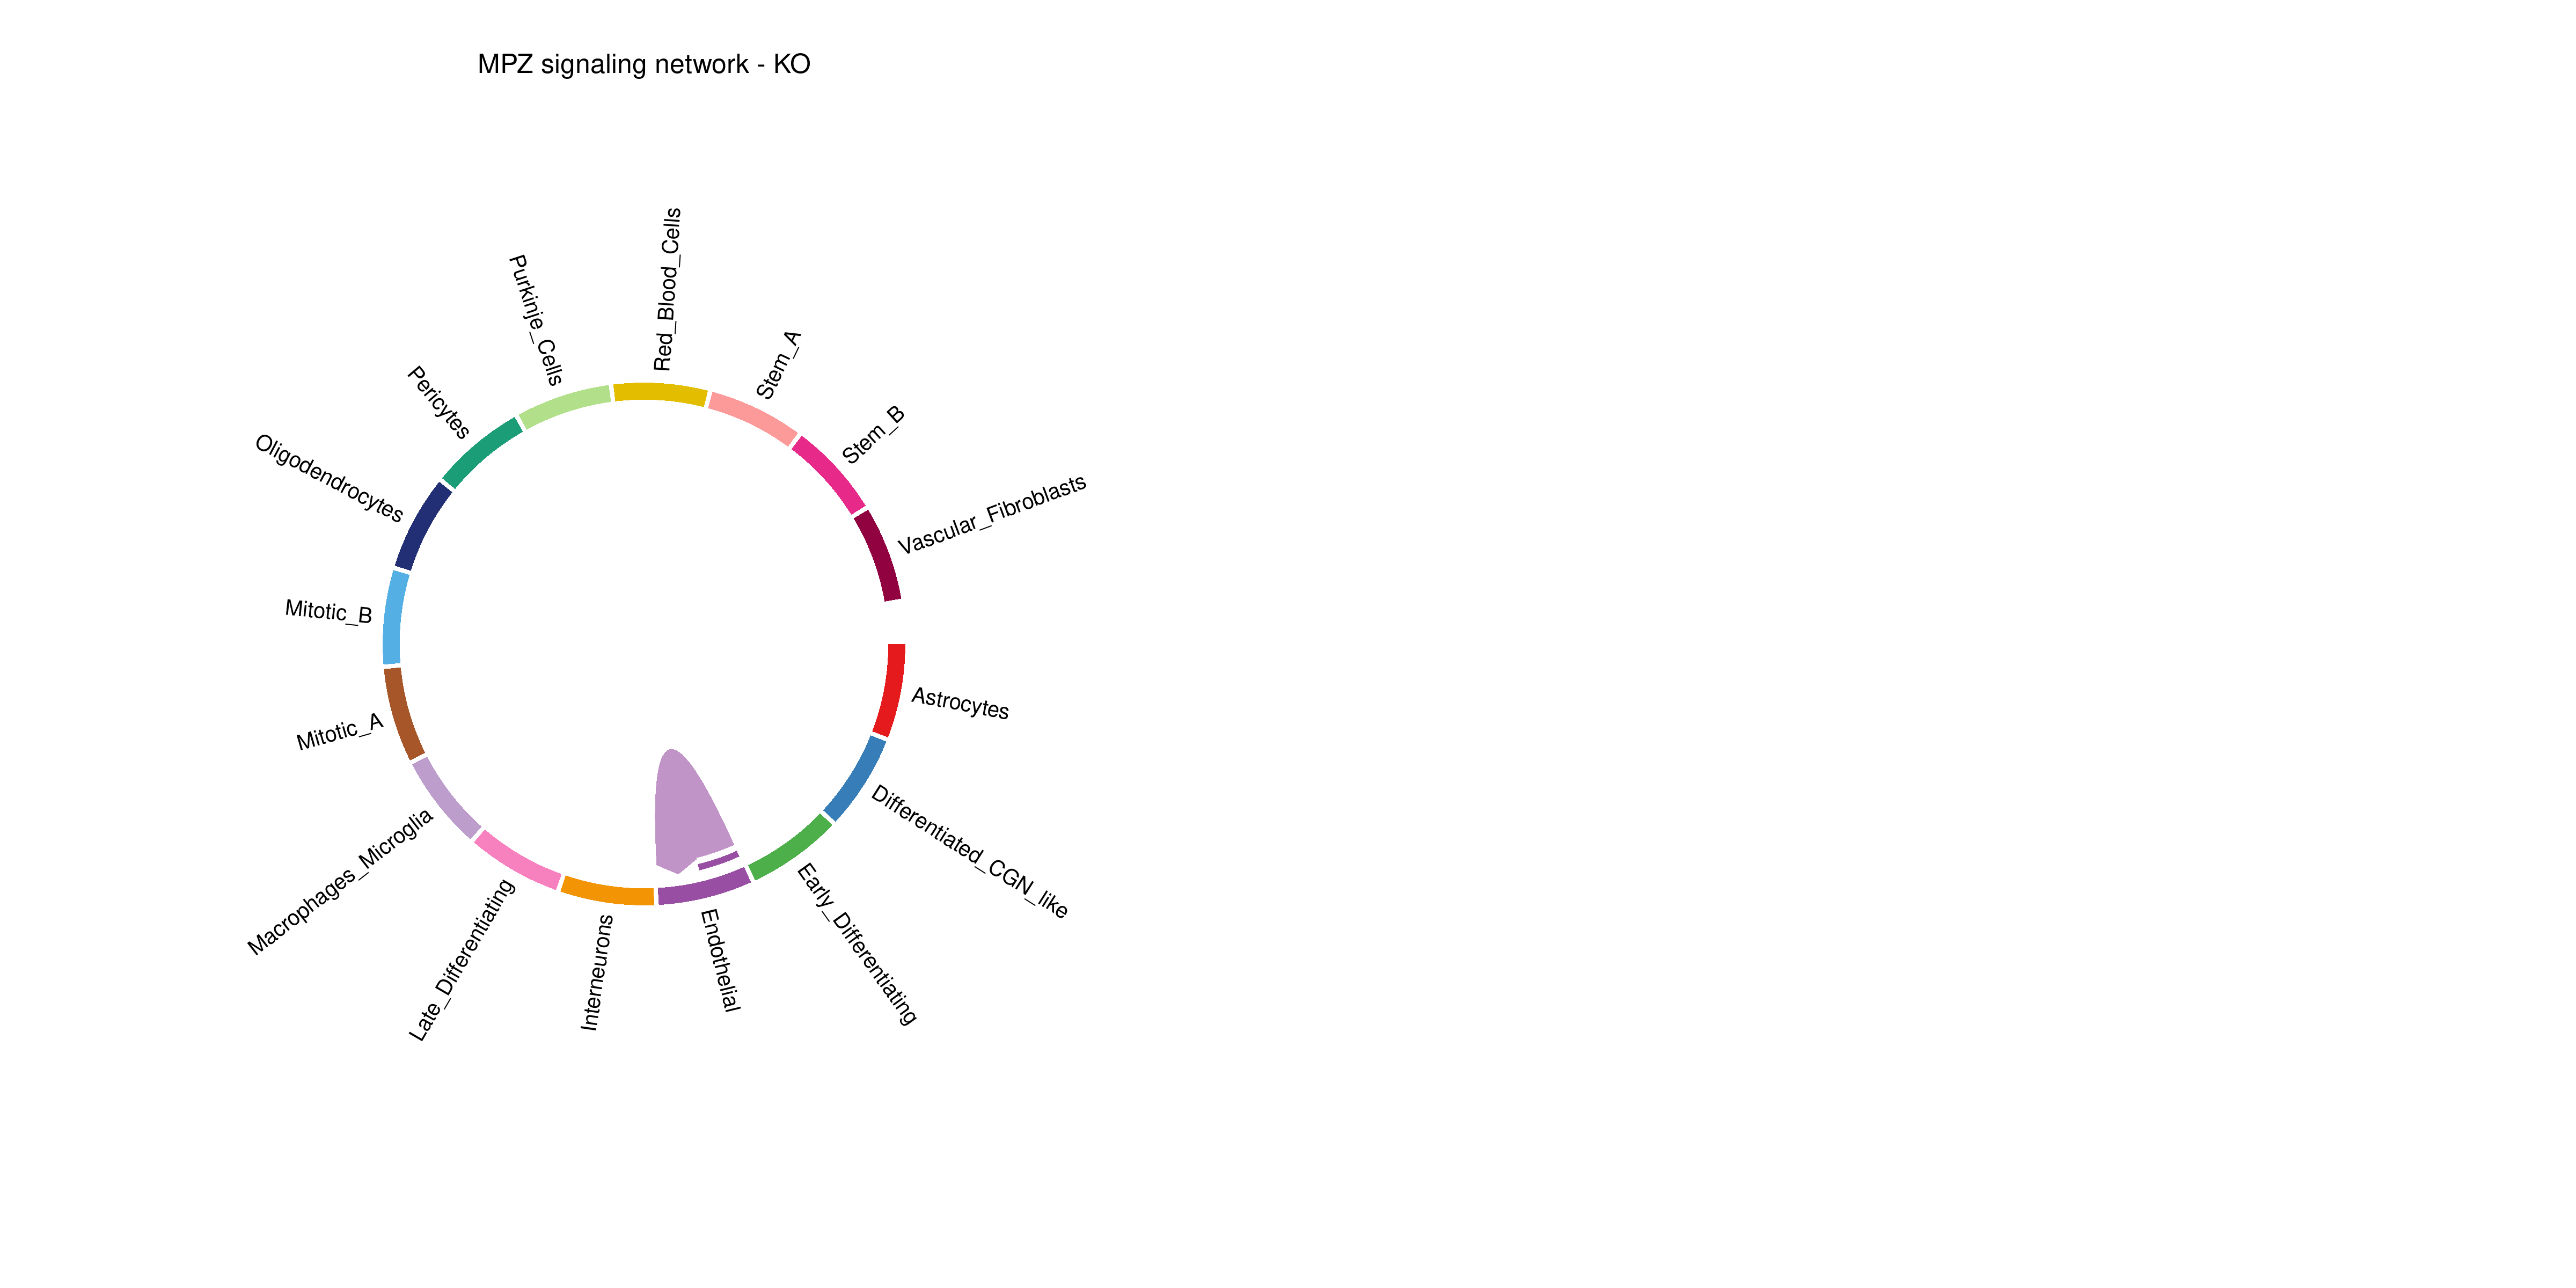 MPZ signaling network - KO
Red_Blood_Cells
Purkinje_Cells
Stem_A
Pericytes
Stem_B
Oligodendrocytes
Vascular_Fibroblasts
Mitotic_B
Astrocytes
Mitotic_A
Differentiated_CGN_like
Macrophages_Microglia
Early_Differentiating
Late_Differentiating
Endothelial
Interneurons